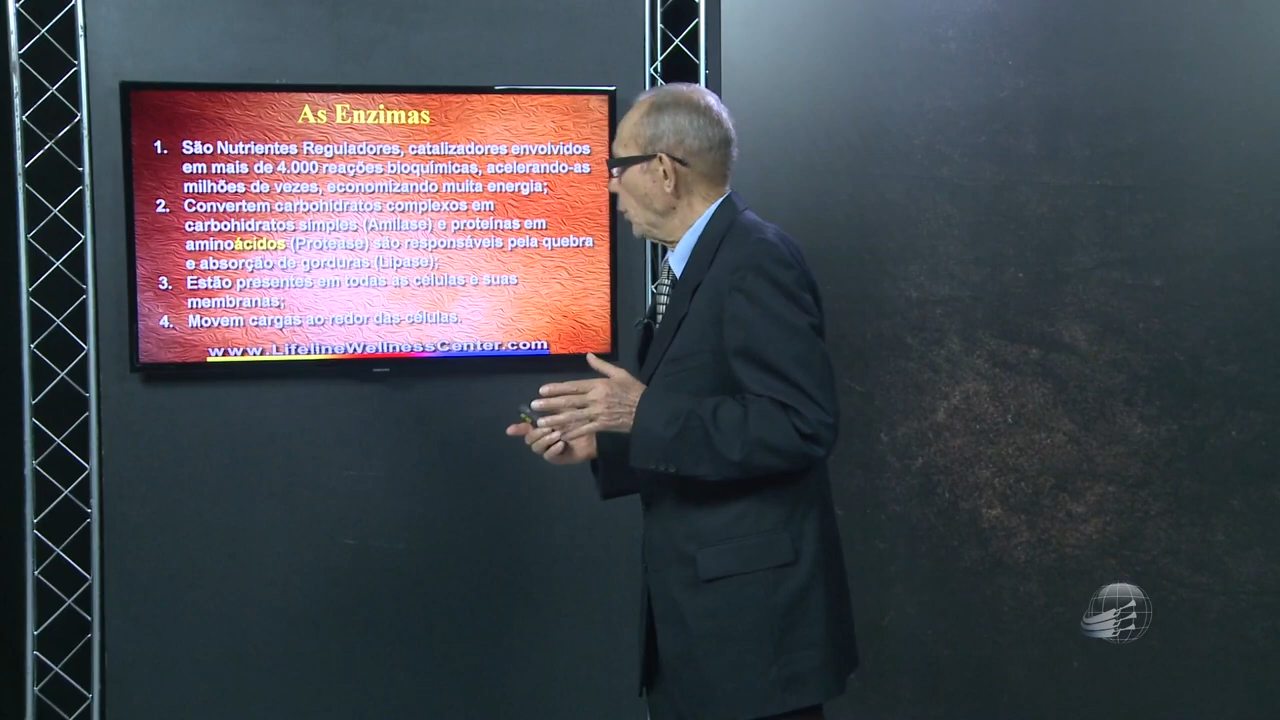 As Enzimas
1. São Nutrientes Reguladores, catalizadores envolvidos
em mais de 4.000 reações bioquímicas, acelerando-as
milhões de vezes, economizando muita energia;
2. Convertem carbohidratos complexos em
carbohidratos simples (Amilase) e proteínas em
aminoácidos (Protease) são responsáveis pela quebra
e absorção de gorduras (Lipase);
3. Estão presentes em todas as células e suas
membranas;
4. Movem cargas ao redor das células.
www.LifelineWellnessCenter.com